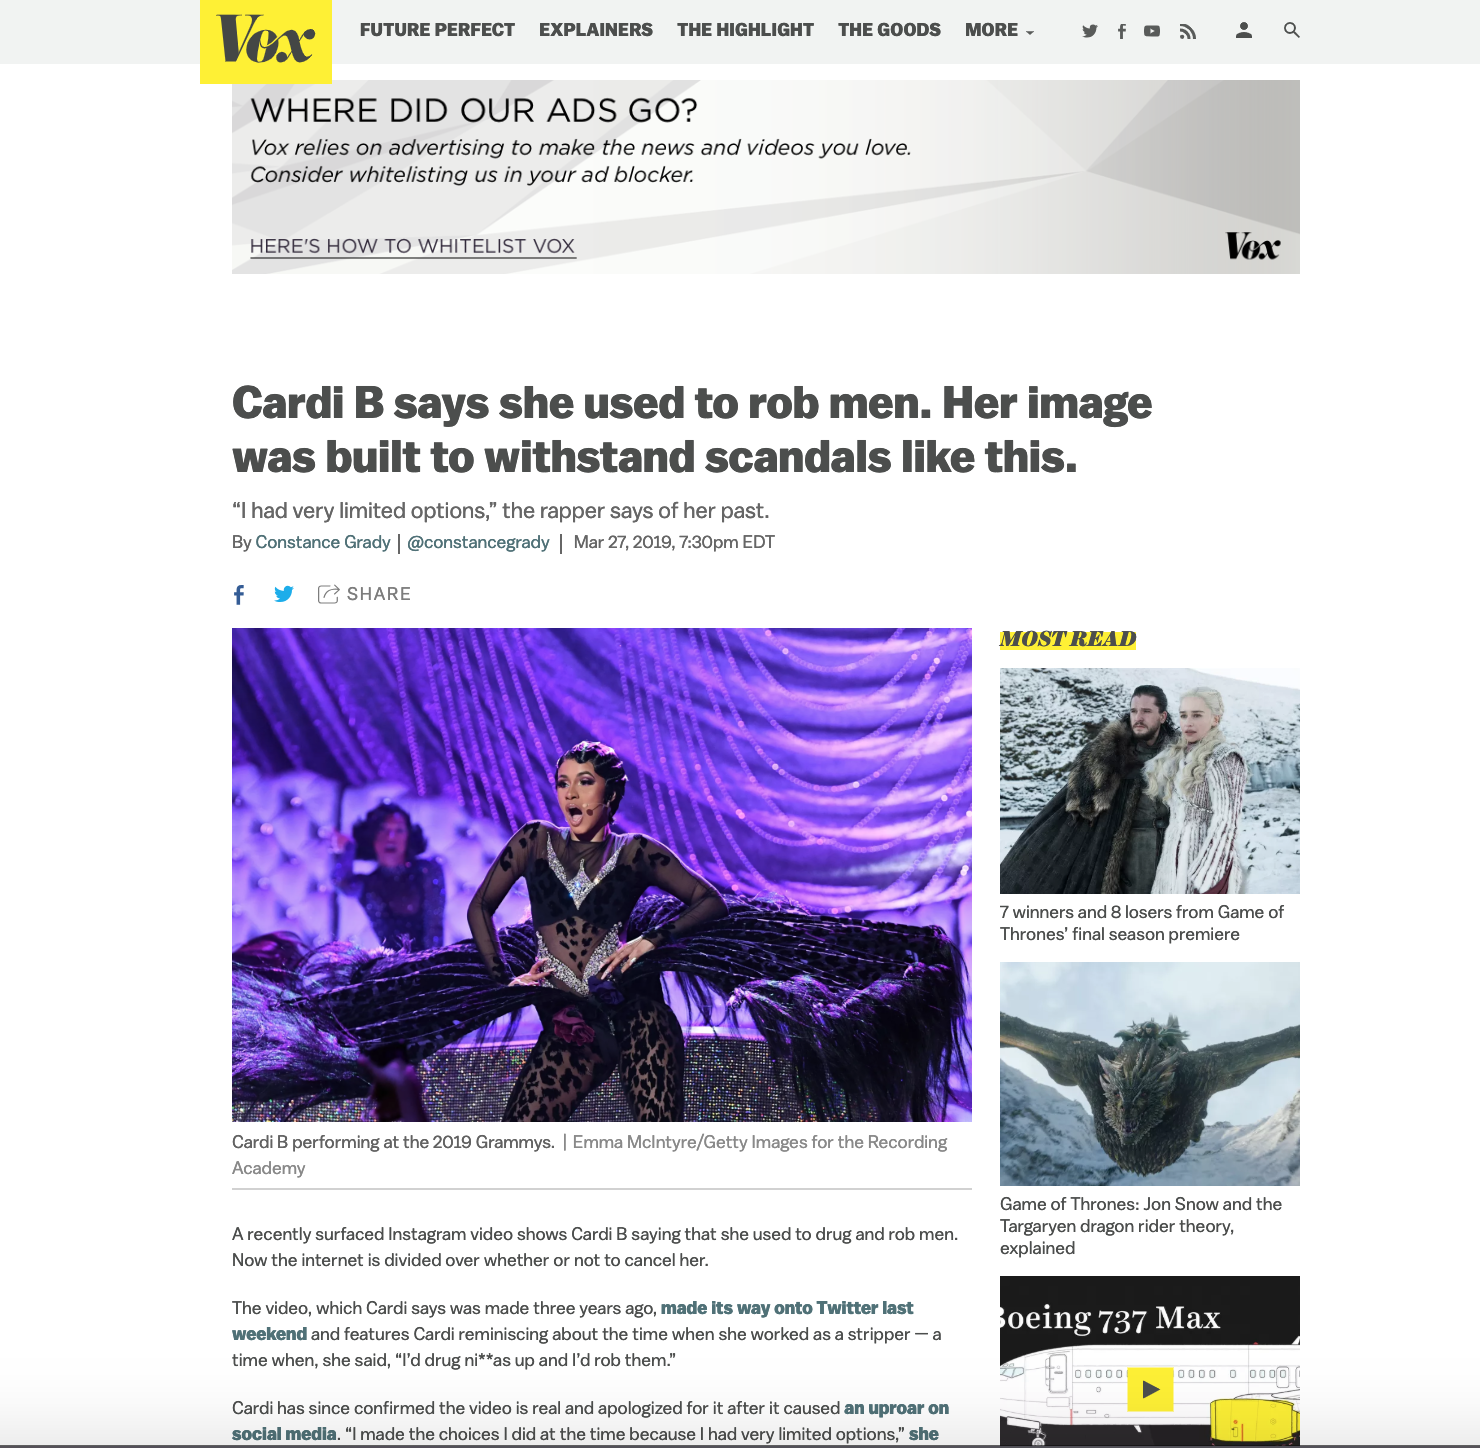 Vox
FUTURE PERFECT
EXPLAINERS
THE HIGHLIGHT
THE GOODS
MORE
WHERE DID OUR ADS GO?
Vox relies on advertising to make the news and videos you love.
Consider whitelisting us in your ad blocker.
HERE'S HOW TO WHITELIST VOX
Vox
Cardi B says she used to rob men. Her image
was built to withstand scandals like this.
“I had very limited options,” the rapper says of her past.
By Constance Grady | @constancegrady | Mar 27, 2019, 7:30pm EDT
SHARE
Cardi B performing at the 2019 Grammys. | Emma McIntyre/Getty Images for the Recording
Academy
A recently surfaced Instagram video shows Cardi B saying that she used to drug and rob men.
Now the internet is divided over whether or not to cancel her.
The video, which Cardi says was made three years ago, made its way onto Twitter last
weekend and features Cardi reminiscing about the time when she worked as a stripper — a
time when, she said, “I’d drug ni**as up and I’d rob them.”
Cardi has since confirmed the video is real and apologized for it after it caused an uproar on
social media. “I made the choices I did at the time because I had very limited options,” she
MOST READ
7 winners and 8 losers from Game of
Thrones’ final season premiere
Game of Thrones: Jon Snow and the
Targaryen dragon rider theory,
explained
Boeing 737 Max